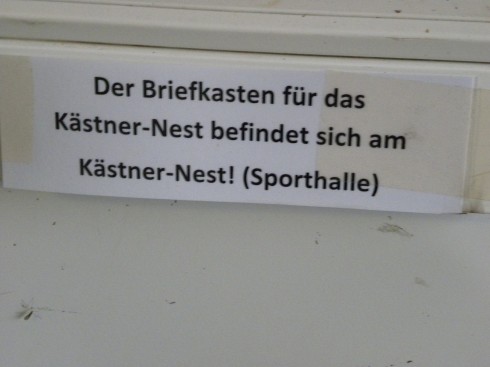 Der Briefkasten für das
Kästner-Nest befindet sich am
Kästner-Nest! (Sporthalle)